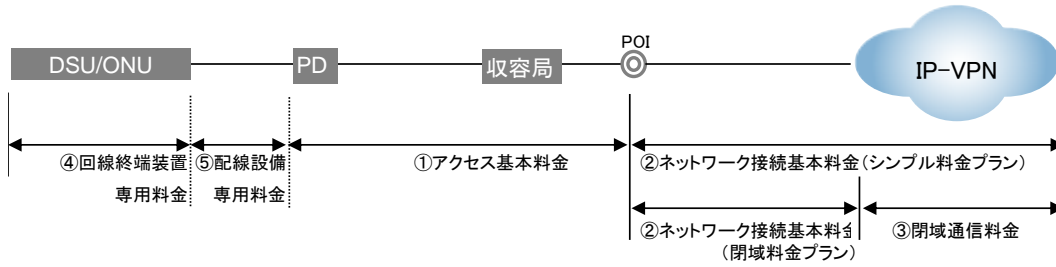 POI
DSU/ONU
PD
収容局
IP-VPN
④回線終端装置
専用料金
⑤配線設備
専用料金
①アクセス基本料金
②ネットワーク接続基本料金(シンプル料金プラン)
②ネットワーク接続基本料金
(閉域料金プラン)
③閉域通信料金